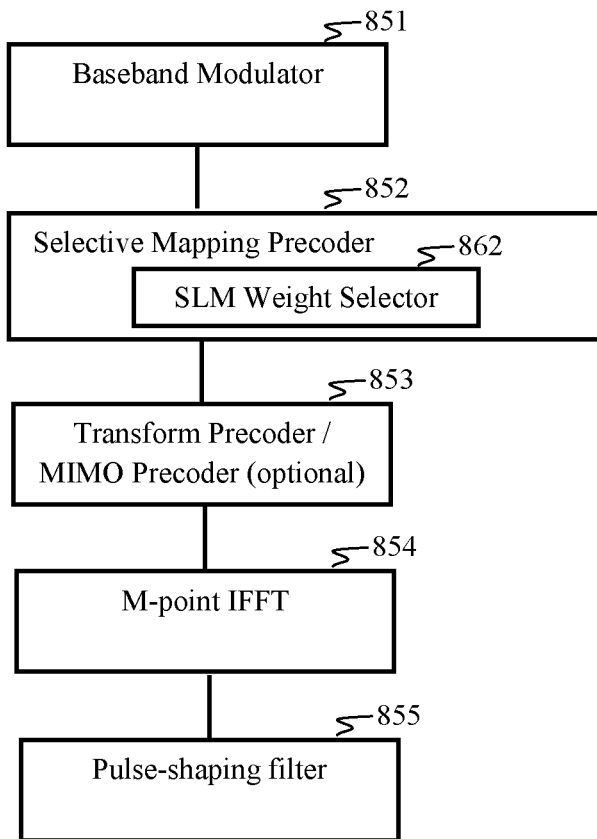 851
Baseband Modulator
852
Selective Mapping Precoder
862
SLM Weight Selector
853
Transform Precoder /
MIMO Precoder (optional)
854
M-point IFFT
855
Pulse-shaping filter